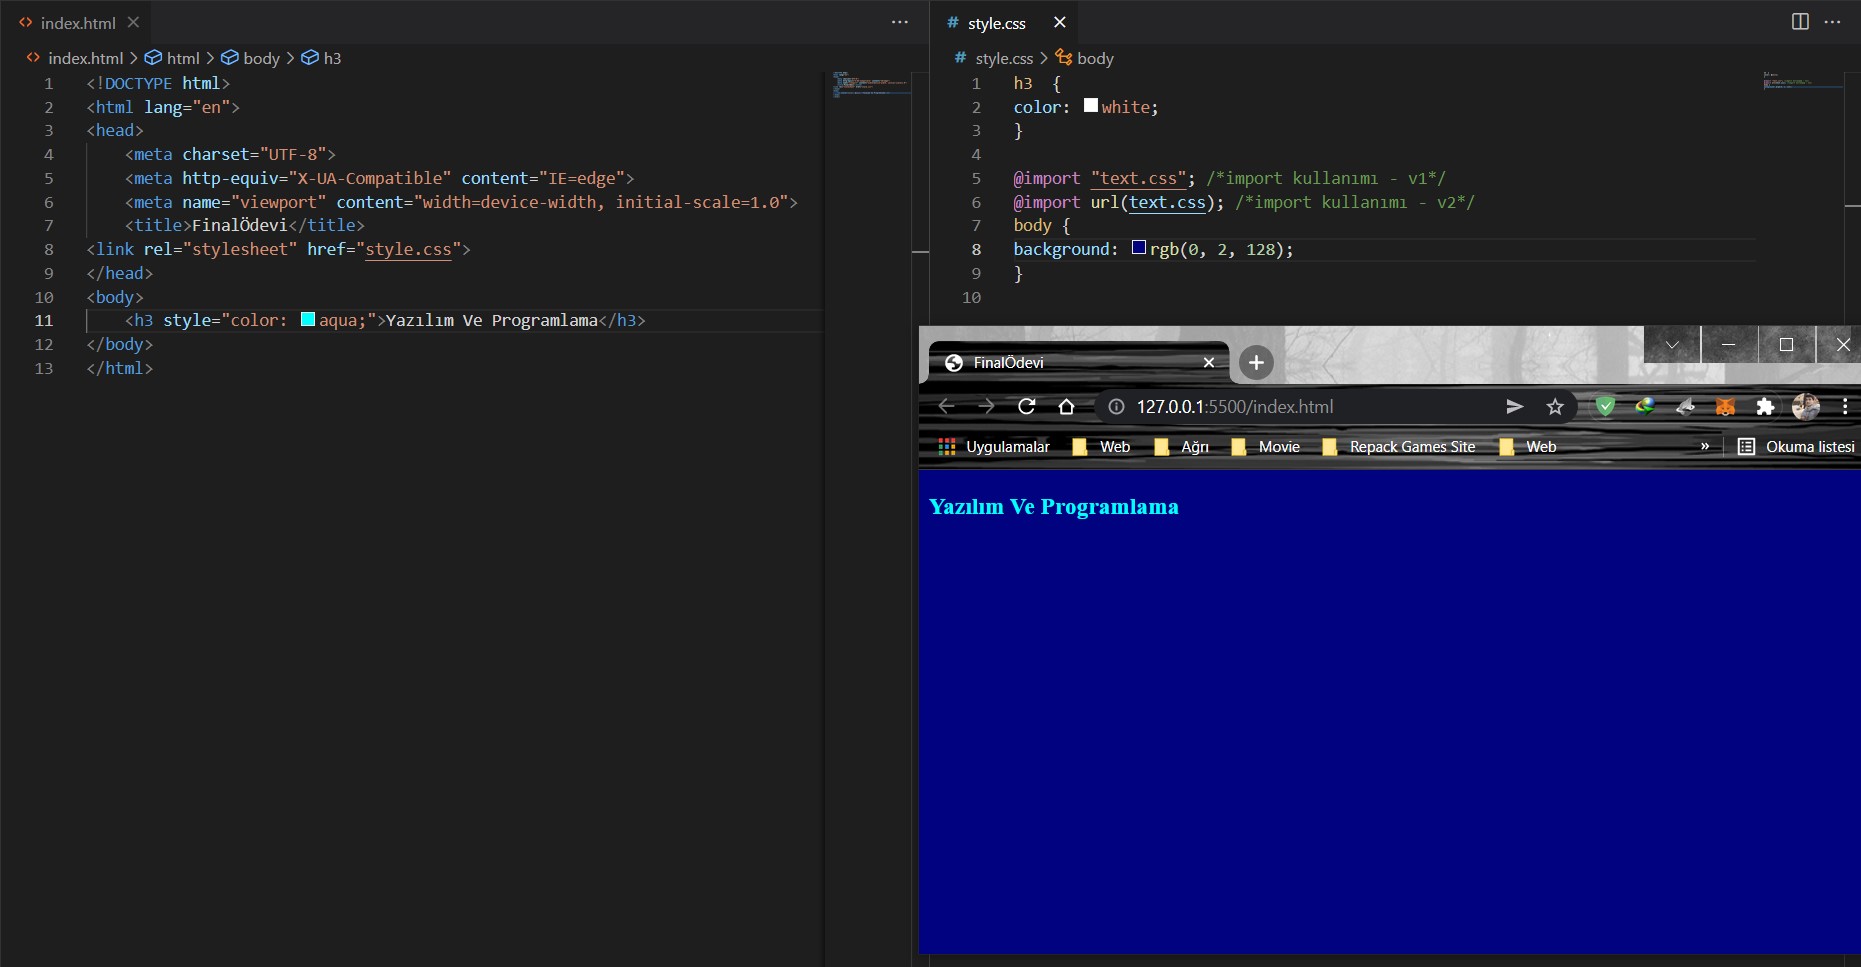 index.html
index.html > html > body > h3
1 <!DOCTYPE html>
2 <html lang="en">
3 <head>
4 <meta charset="UTF-8">
5 <meta http-equiv="X-UA-Compatible" content="IE=edge">
6 <meta name="viewport" content="width=device-width, initial-scale=1.0">
7 <title>FinalÖdevi</title>
8 <link rel="stylesheet" href="style.css">
9 </head>
10 <body>
11 <h3 style="color: aqua;">Yazılım Ve Programlama</h3>
12 </body>
13 </html>
# style.css
# style.css > body
1 h3  {
2 color: white;
3 }
4
5 @import "text.css"; /*import kullanımı - v1*/
6 @import url(text.css); /*import kullanımı - v2*/
7 body {
8 background: rgb(0, 2, 128);
9 }
10
FinalÖdevi
127.0.0.1:5500/index.html
Uygulamalar Web Ağrı Movie Repack Games Site Web » Okuma listesi
Yazılım Ve Programlama